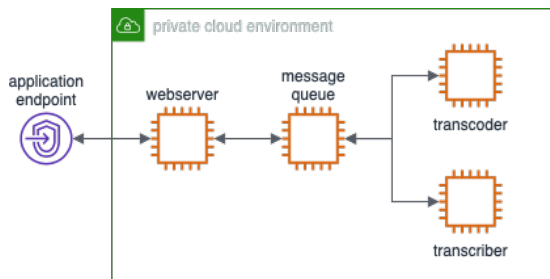 private cloud environment
application
endpoint
webserver
message
queue
transcoder
transcriber